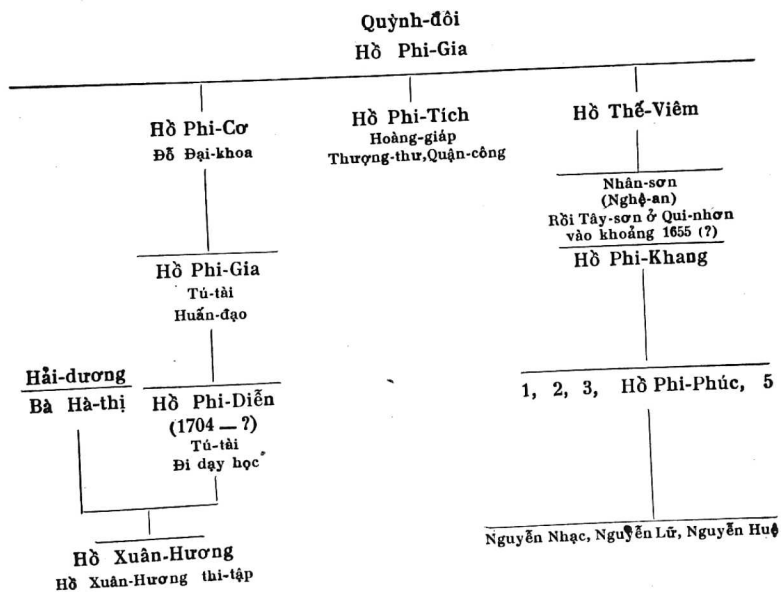 Quỳnh-đôi
Hồ Phi-Gia
Hồ Phi-Cơ
Đỗ Đại-khoa
Hồ Phi-Tích
Hoàng-giáp
Thượng-thư,Quận-công
Hồ Thế-Viêm
Nhân-sơn
(Nghệ-an)
Rồi Tây-sơn ở Qui-nhơn
vào khoảng 1655 (?)
Hồ Phi-Khang
Hồ Phi-Gia
Tú-tài
Huấn-đạo
Hải-dương
Bà Hà-thị
Hồ Phi-Diễn
(1704 — ?)
Tú-tài
Đi dạy học
1, 2, 3, Hồ Phi-Phúc, 5
Hồ Xuân-Hương
Hồ Xuân-Hương thi-tập
Nguyễn Nhạc, Nguyễn Lữ, Nguyễn Huệ